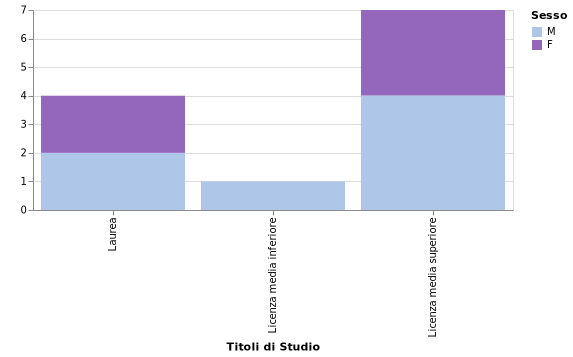 7
6
5
4
3
2
1
0
Laurea
Licenza media inferiore
Licenza media superiore
Titoli di Studio
Sesso
M
F